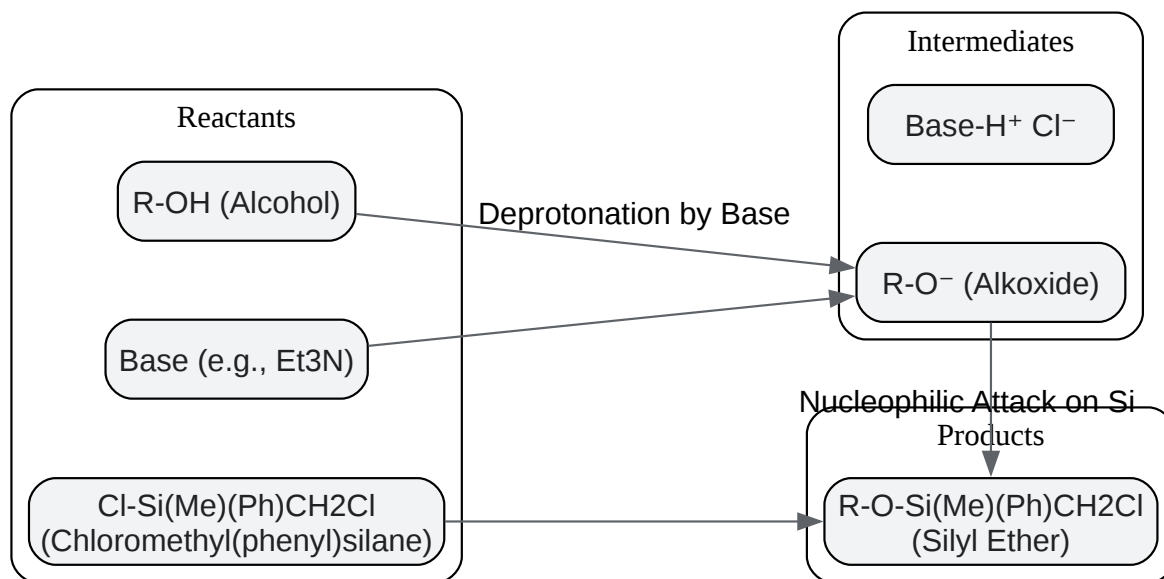 Intermediates
Base-H⁺ Cl⁻
Reactants
R-OH (Alcohol)
Deprotonation by Base
R-O⁻ (Alkoxide)
Base (e.g., Et3N)
Nucleophilic Attack on Si
Products
Cl-Si(Me)(Ph)CH2Cl
(Chloromethyl(phenyl)silane)
R-O-Si(Me)(Ph)CH2Cl
(Silyl Ether)